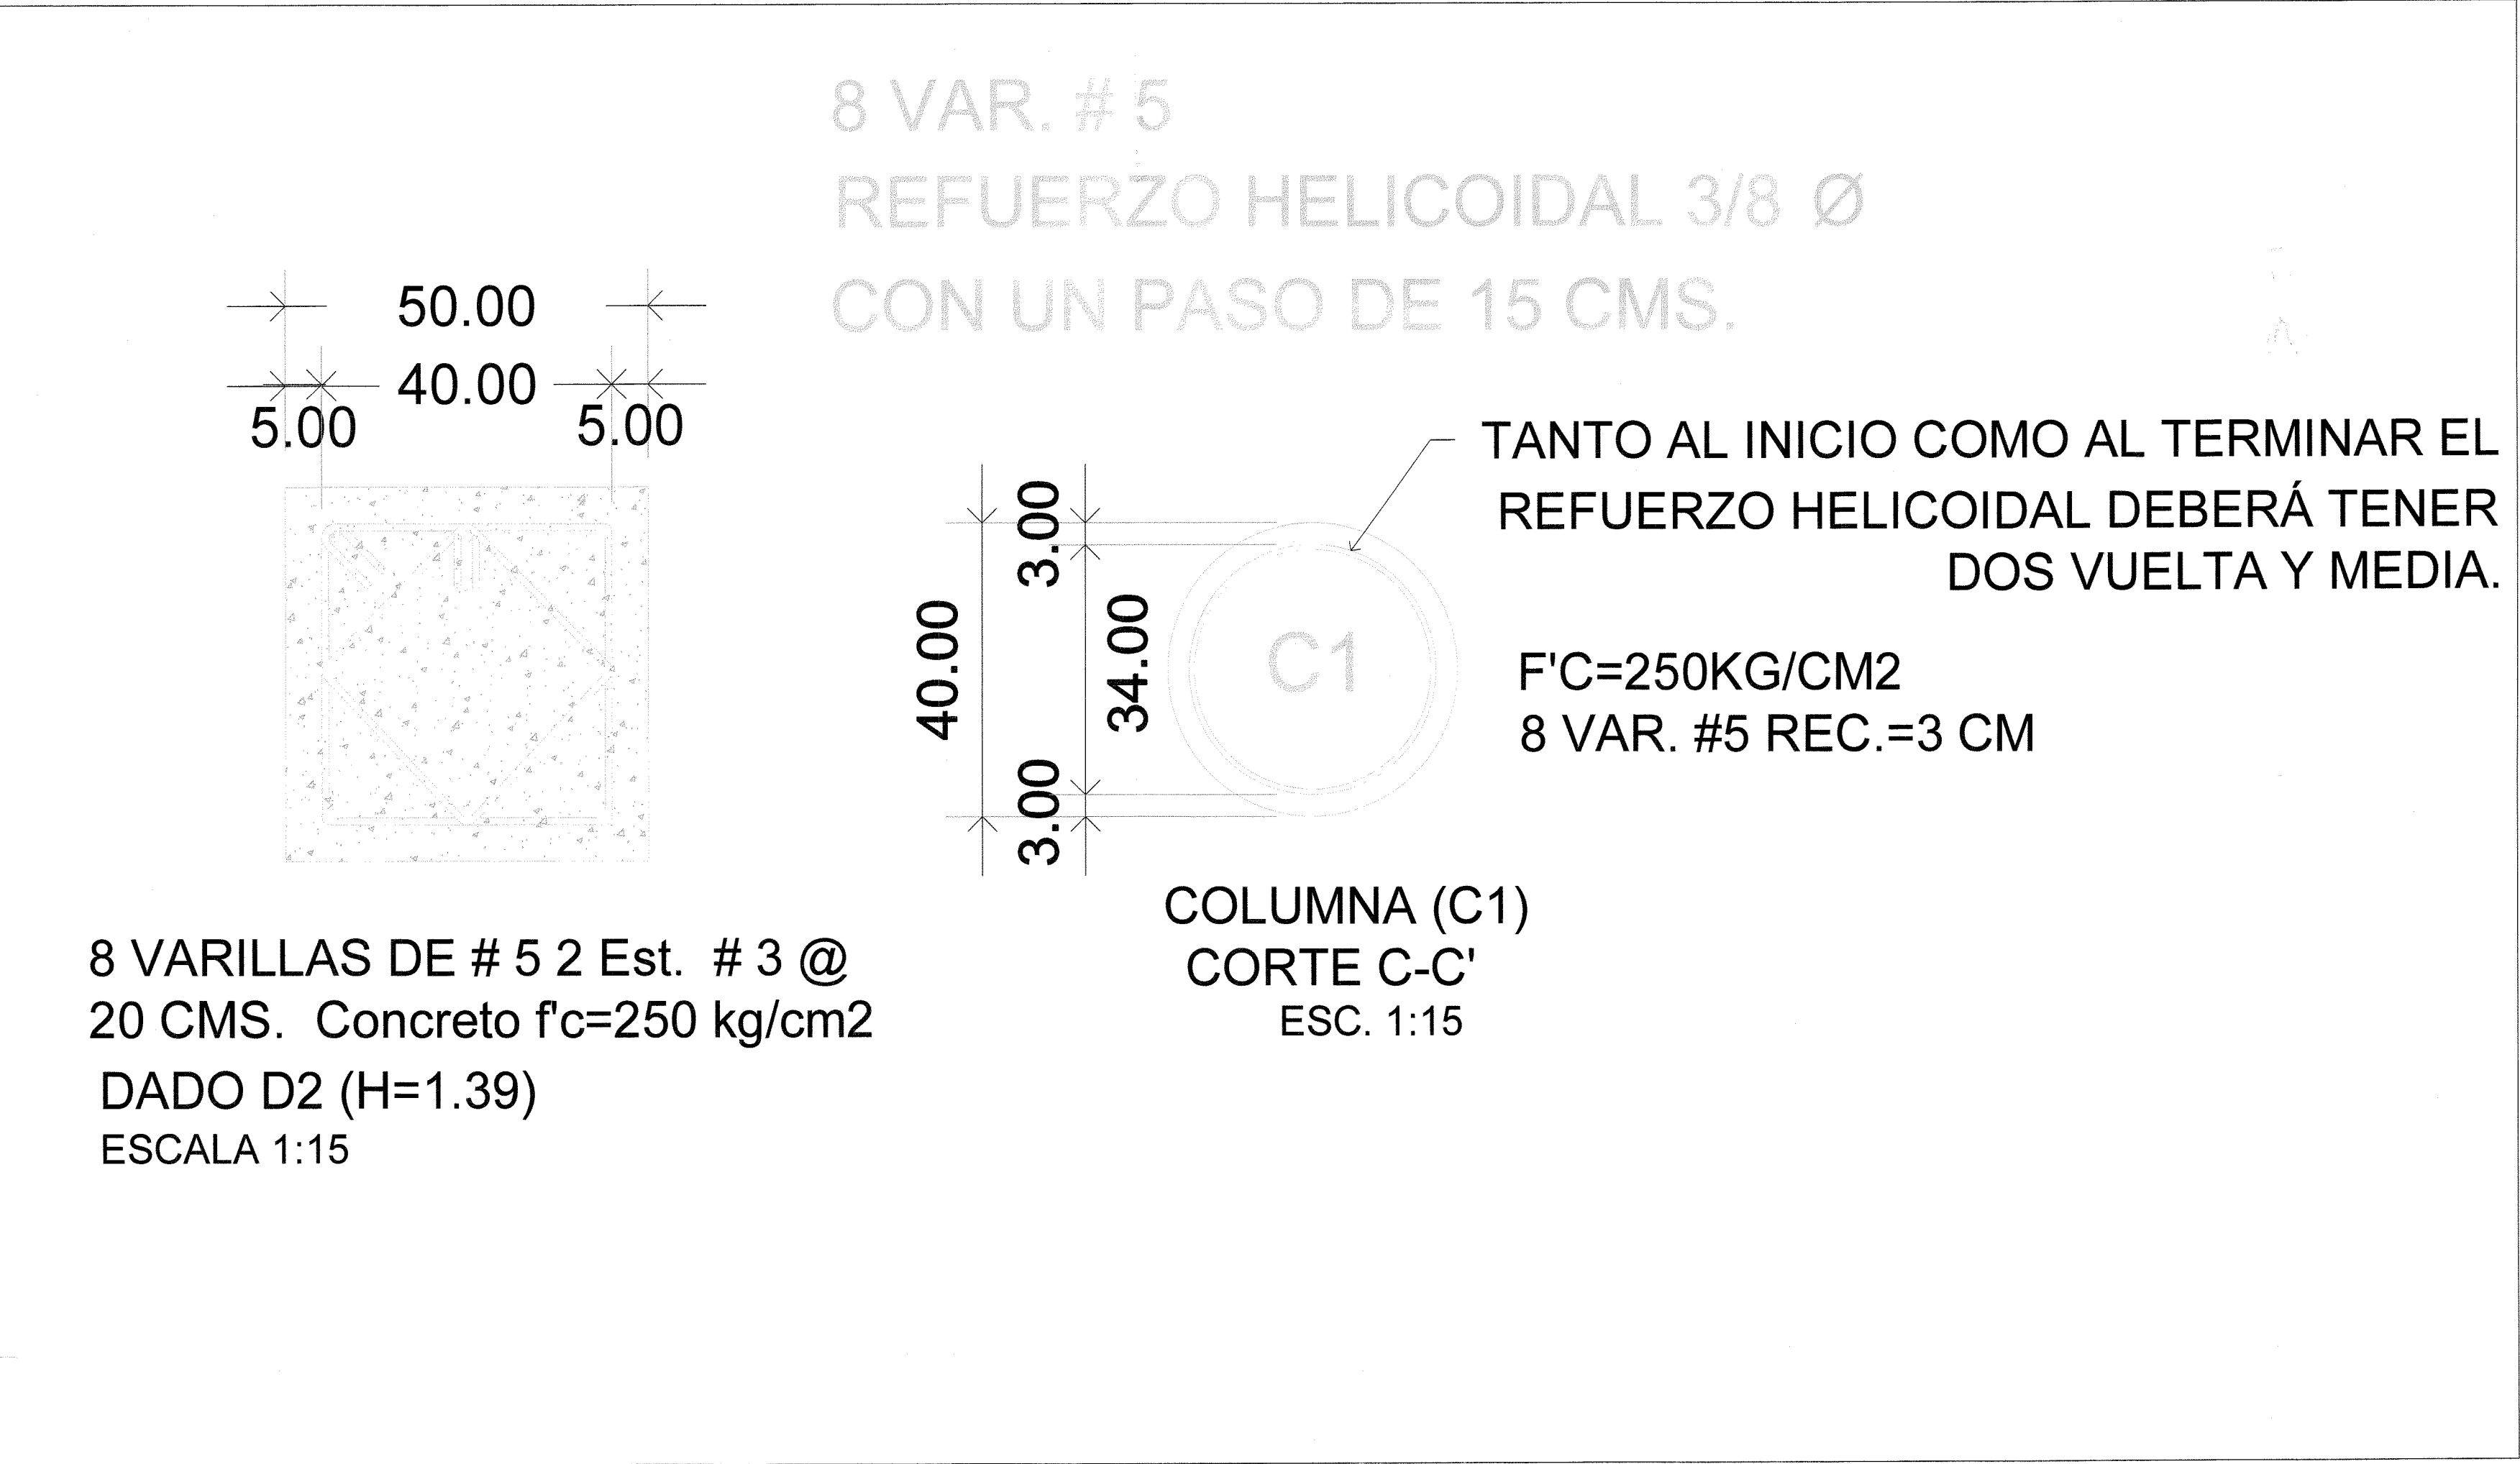 8 VAR. # 5
REFUERZO HELICOIDAL 3/8 Ø
CON UN PASO DE 15 CMS.
50.00
40.00
5.00
5.00
8 VARILLAS DE # 5 2 Est. # 3 @
20 CMS. Concreto f'c=250 kg/cm2
DADO D2 (H=1.39)
ESCALA 1:15
40.00
3.00
34.00
3.00
C1
TANTO AL INICIO COMO AL TERMINAR EL
REFUERZO HELICOIDAL DEBERÁ TENER
DOS VUELTA Y MEDIA.
F'C=250KG/CM2
8 VAR. #5 REC.=3 CM
COLUMNA (C1)
CORTE C-C'
ESC. 1:15